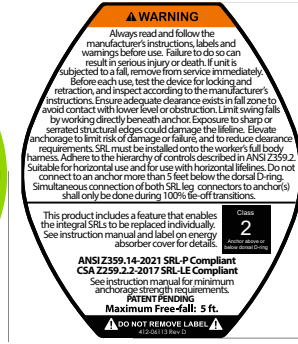 WARNING
Always read and follow the
manufacturer's instructions, labels and
warnings before use. Failure to do so can
result in serious injury or death. If unit is
subjected to a fall, remove from service immediately.
Before each use, test the device for locking and
retraction, and inspect according to the manufacturer's
instructions. Ensure adequate clearance exists in fall zone to
avoid contact with lower level or obstruction. Limit swing falls
by working directly beneath anchor. Exposure to sharp or
serrated structural edges could damage the lifeline. Elevate
anchorage to limit risk of damage or failure, and to reduce clearance
requirements. SRL must be installed onto the worker's full body
harness. Adhere to the hierarchy of controls described in ANSI Z359.2.
Suitable for horizontal use and for use with horizontal lifelines. Do not
connect to an anchor more than 5 feet below the dorsal D-ring.
Simultaneous connection of both SRL leg connectors to anchor(s)
shall only be done during 100% tie-off transitions.
This product includes a feature that enables
the integral SRLs to be replaced individually.
See instruction manual and label on energy
absorber cover for details.
Class
2
Anchor above or
below dorsal D-ring
ANSI Z359.14-2021 SRL-P Compliant
CSA Z259.2.2-2017 SRL-LE Compliant
See instruction manual for minimum
anchorage strength requirements.
PATENT PENDING
Maximum Free-fall: 5 ft.
DO NOT REMOVE LABEL
412-06113 Rev D